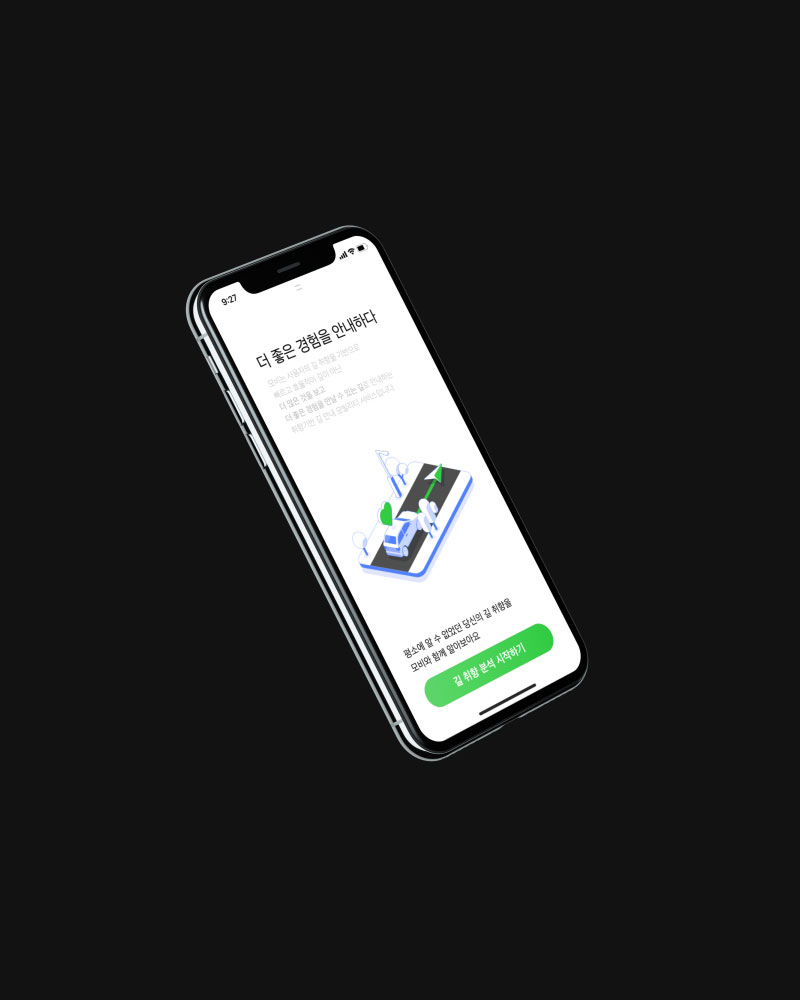 9:27
더 좋은 경험을 안내하다
모비는 사용자의 길 취향을 기반으로
빠르고 효율적인 길이 아닌
더 많은 것을 보고
더 좋은 경험을 만날 수 있는 길로 안내하는
취향기반 길 안내 모빌리티 서비스입니다.
평소에 알 수 없었던 당신의 길 취향을
모비와 함께 알아보아요
길 취향 분석 시작하기